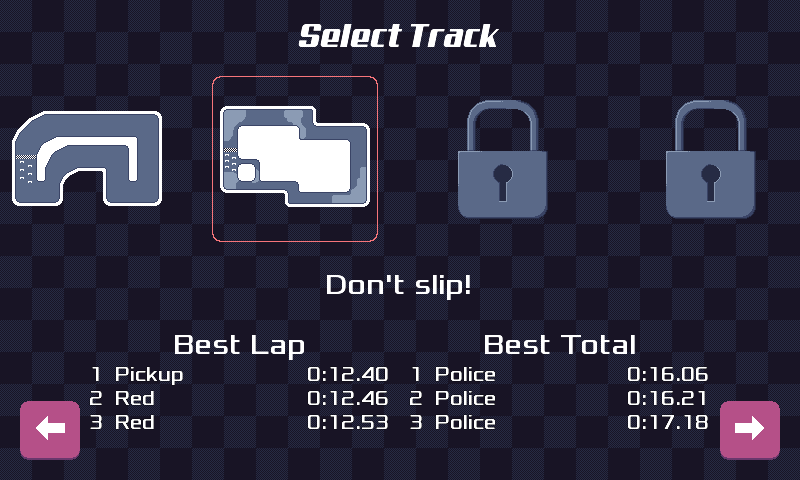 Select Track
Don't slip!
Best Lap
1 Pickup 0:12.40
2 Red 0:12.46
3 Red 0:12.53
Best Total
1 Police 0:16.06
2 Police 0:16.21
3 Police 0:17.18